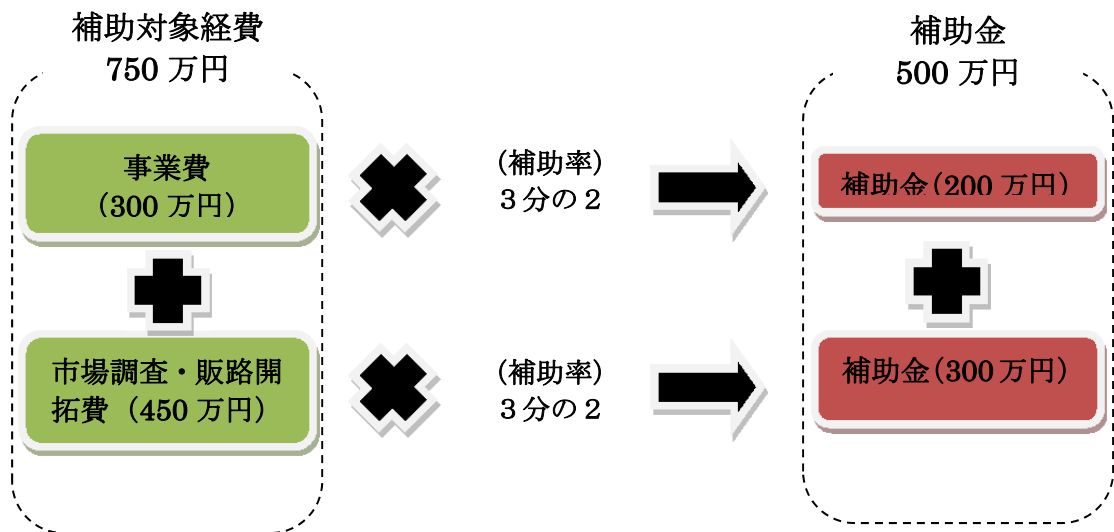 補助対象経費
750 万円
補助金
500 万円
事業費
(300 万円)
(補助率)
3分の2
補助金(200 万円)
市場調査・販路開
拓費 (450 万円)
(補助率)
3分の2
補助金(300 万円)